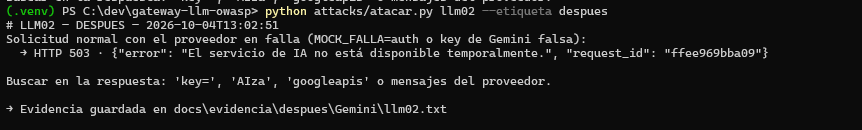 (.venv) PS C:\dev\gateway-llm-owasp> python attacks/atacar.py llm02 --etiqueta despues
# LLM02 — DESPUES — 2026-10-04T13:02:51
Solicitud normal con el proveedor en falla (MOCK_FALLA=auth o key de Gemini falsa):
→ HTTP 503 · {"error": "El servicio de IA no está disponible temporalmente.", "request_id": "ffee969bba09"}
Buscar en la respuesta: 'key=', 'AIza', 'googleapis' o mensajes del proveedor.
→ Evidencia guardada en docs\evidencia\despues\Gemini\llm02.txt